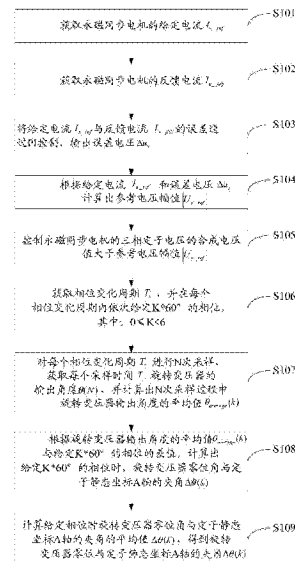 获取永磁同步电机的给定电流Is_ref
S101
获取永磁同步电机的反馈电流Is_
S102
将给定电流 Is_ref 与反馈电流 Is_ 的误差通
过PI控制，输出误差电压Δus
S103
根据给定电流 Is_ref 和误差电压 Δus
计算出参考电压幅值|Us_ref|
S104
控制永磁同步电机的三相定子电压的合成电压
值大于参考电压幅值|Us_ref|
S105
获取相位变化周期 T，并在每个
相位变化周期内依次给定K*60° 的相位，
其中：0≤K<6
S106
对每个相位变化周期 T 进行N次采样，
获取每个采样时间 T 旋转变压器的
输出角度θ(N)，并计算出N次采样过程中
旋转变压器输出角度的平均值θaverage(k)
S107
根据旋转变压器输出角度的平均值θaverage(k)
与给定K*60° 的相位的差值，计算出
给定K*60° 的相位时，旋转变压器零位角与定
子静态坐标A轴的夹角Δθ(k)
S108
计算给定相位时旋转变压器零位角与定子静态
坐标A轴的夹角的平均值 Δθ(k)，得到旋转
变压器零位与定子静态坐标A轴的夹角Δθ(k)
S109